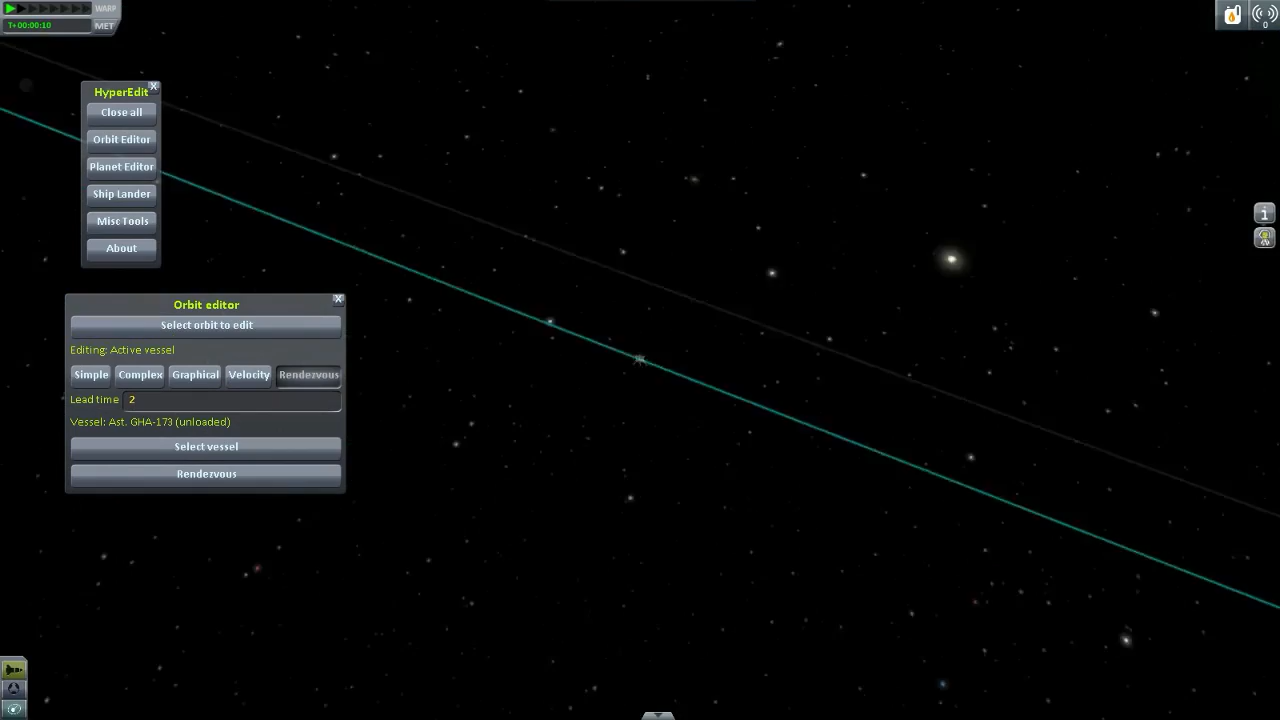 WARP
T+ 00:00:10
MET
0
HyperEdit
X
Close all
Orbit Editor
Planet Editor
Ship Lander
Misc Tools
About
Orbit editor
X
Select orbit to edit
Editing: Active vessel
Simple Complex Graphical Velocity Rendezvous
Lead time 2
Vessel: Ast. GHA-173 (unloaded)
Select vessel
Rendezvous